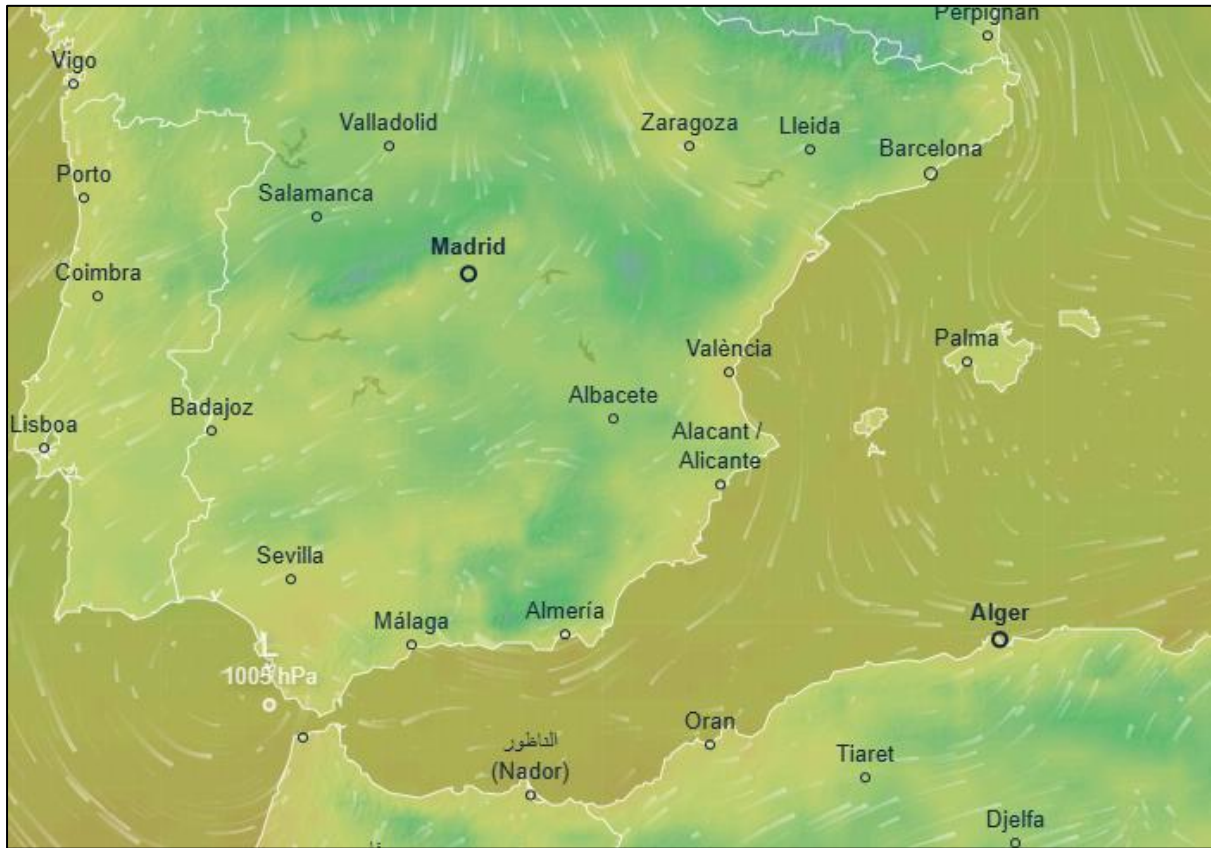 Perpignan
Vigo
Valladolid
Zaragoza
Lleida
Barcelona
Porto
Salamanca
Madrid
Coimbra
València
Palma
Albacete
Badajoz
Lisboa
Alacant /
Alicante
Sevilla
Almería
Málaga
Alger
L
1005 hPa
Oran
الناظور
(Nador)
Tiaret
Djelfa